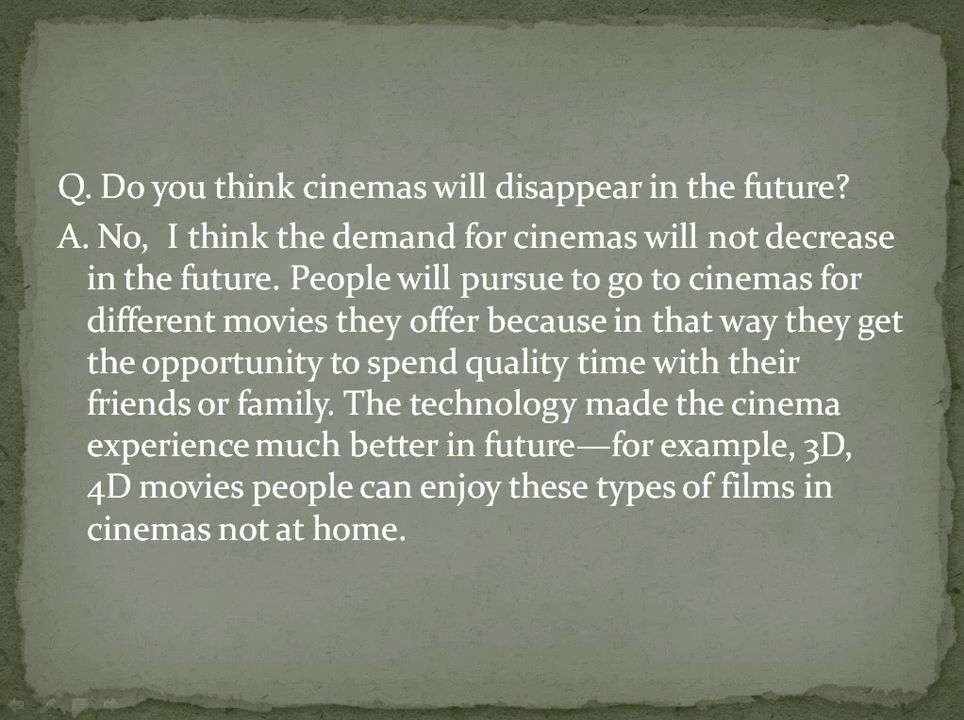 Q. Do you think cinemas will disappear in the future?
A. No,  I think the demand for cinemas will not decrease
in the future. People will pursue to go to cinemas for
different movies they offer because in that way they get
the opportunity to spend quality time with their
friends or family. The technology made the cinema
experience much better in future—for example, 3D,
4D movies people can enjoy these types of films in
cinemas not at home.